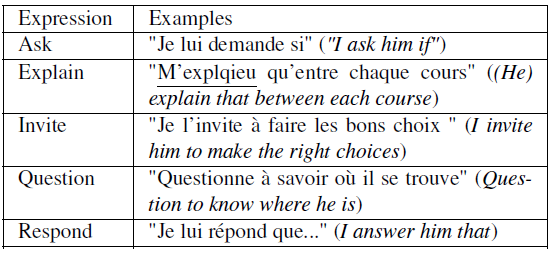 Expression Examples
Ask "Je lui demande si" ("I ask him if")
Explain "M'explqieu qu'entre chaque cours" ((He)
explain that between each course)
Invite "Je l'invite à faire les bons choix " (I invite
him to make the right choices)
Question "Questionne à savoir où il se trouve" (Ques-
tion to know where he is)
Respond "Je lui répond que..." (I answer him that)